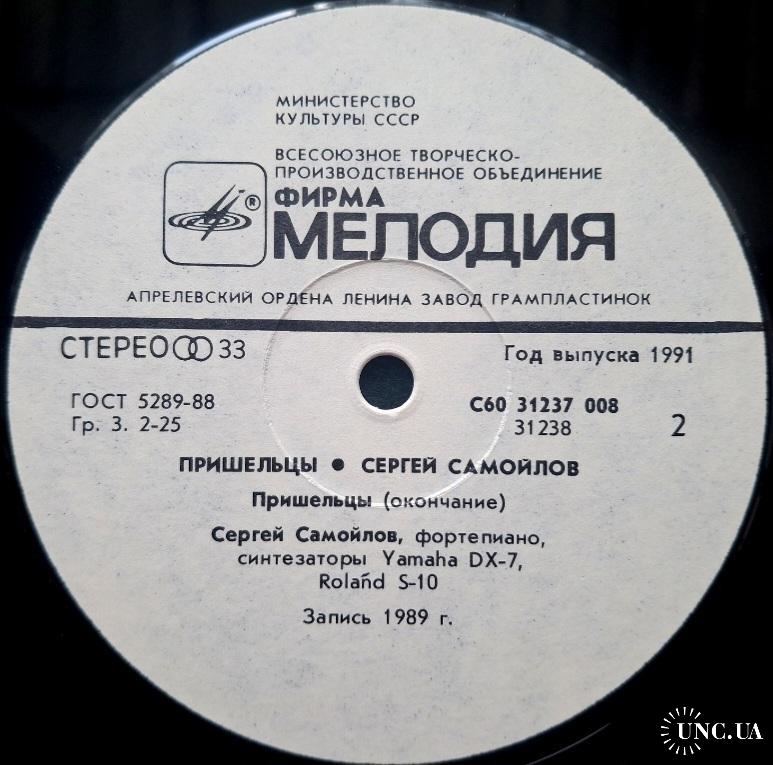 МИНИСТЕРСТВО
КУЛЬТУРЫ СССР
ВСЕСОЮЗНОЕ ТВОРЧЕСКО-
ПРОИЗВОДСТВЕННОЕ ОБЪЕДИНЕНИЕ
ФИРМА
®
МЕЛОДИЯ
АПРЕЛЕВСКИЙ ОРДЕНА ЛЕНИНА ЗАВОД ГРАМПЛАСТИНОК
СТЕРЕО 33
Год выпуска 1991
ГОСТ 5289-88
Гр. 3. 2-25
С60 31237 008
31238
2
ПРИШЕЛЬЦЫ ● СЕРГЕЙ САМОЙЛОВ
Пришельцы (окончание)
Сергей Самойлов, фортепиано,
синтезаторы Yamaha DX-7,
Roland S-10
Запись 1989 г.
UNC.UA